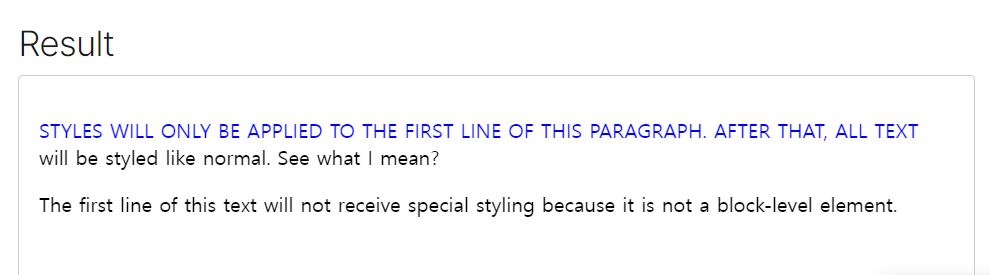 Result
STYLES WILL ONLY BE APPLIED TO THE FIRST LINE OF THIS PARAGRAPH. AFTER THAT, ALL TEXT
will be styled like normal. See what I mean?
The first line of this text will not receive special styling because it is not a block-level element.